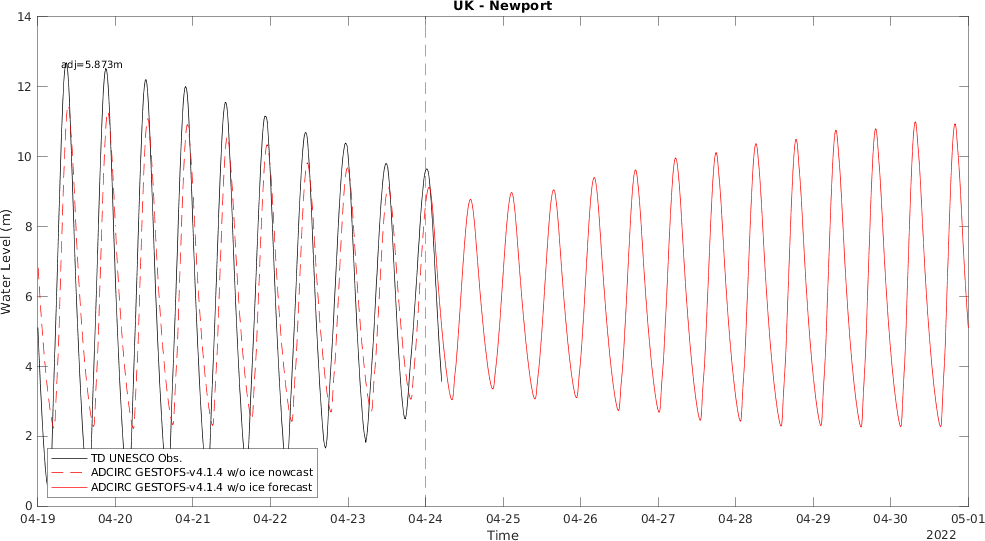 UK - Newport
14
12
10
8
6
4
2
0
Water Level (m)
adj=5.873m
TD UNESCO Obs.
ADCIRC GESTOFS-v4.1.4 w/o ice nowcast
ADCIRC GESTOFS-v4.1.4 w/o ice forecast
04-19 04-20 04-21 04-22 04-23 04-24 04-25 04-26 04-27 04-28 04-29 04-30 05-01
Time
2022